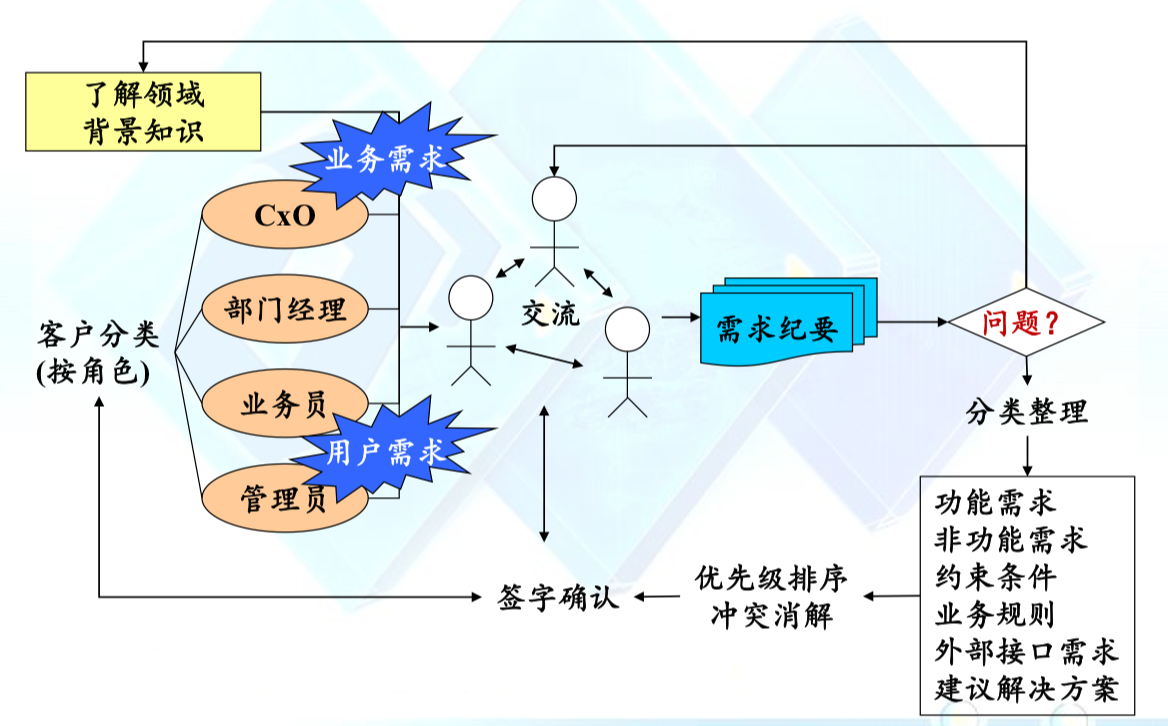 了解领域
背景知识
业务需求
CxO
部门经理
客户分类
(按角色)
业务员
用户需求
管理员
交流
需求纪要
问题?
分类整理
功能需求
非功能需求
约束条件
业务规则
外部接口需求
建议解决方案
优先级排序
冲突消解
签字确认